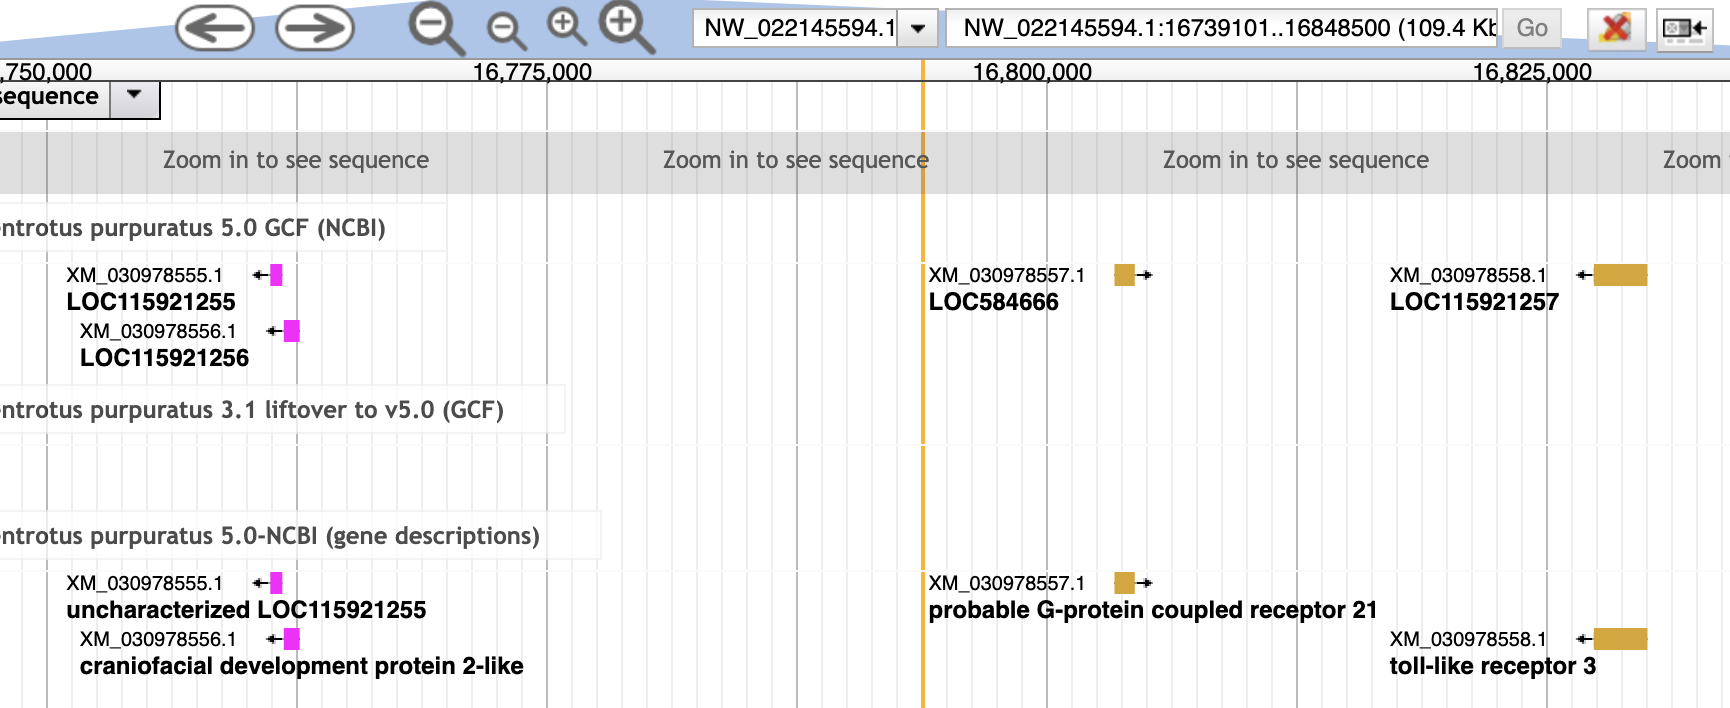 NW_022145594.1 NW_022145594.1:16739101..16848500 (109.4 Kb Go
,750,000 16,775,000 16,800,000 16,825,000
sequence
Zoom in to see sequence Zoom in to see sequence Zoom in to see sequence Zoom
entrotus purpuratus 5.0 GCF (NCBI)
XM_030978555.1 XM_030978557.1 XM_030978558.1
LOC115921255 LOC584666 LOC115921257
XM_030978556.1
LOC115921256
entrotus purpuratus 3.1 liftover to v5.0 (GCF)
entrotus purpuratus 5.0-NCBI (gene descriptions)
XM_030978555.1 XM_030978557.1
uncharacterized LOC115921255 probable G-protein coupled receptor 21
XM_030978556.1 XM_030978558.1
craniofacial development protein 2-like toll-like receptor 3